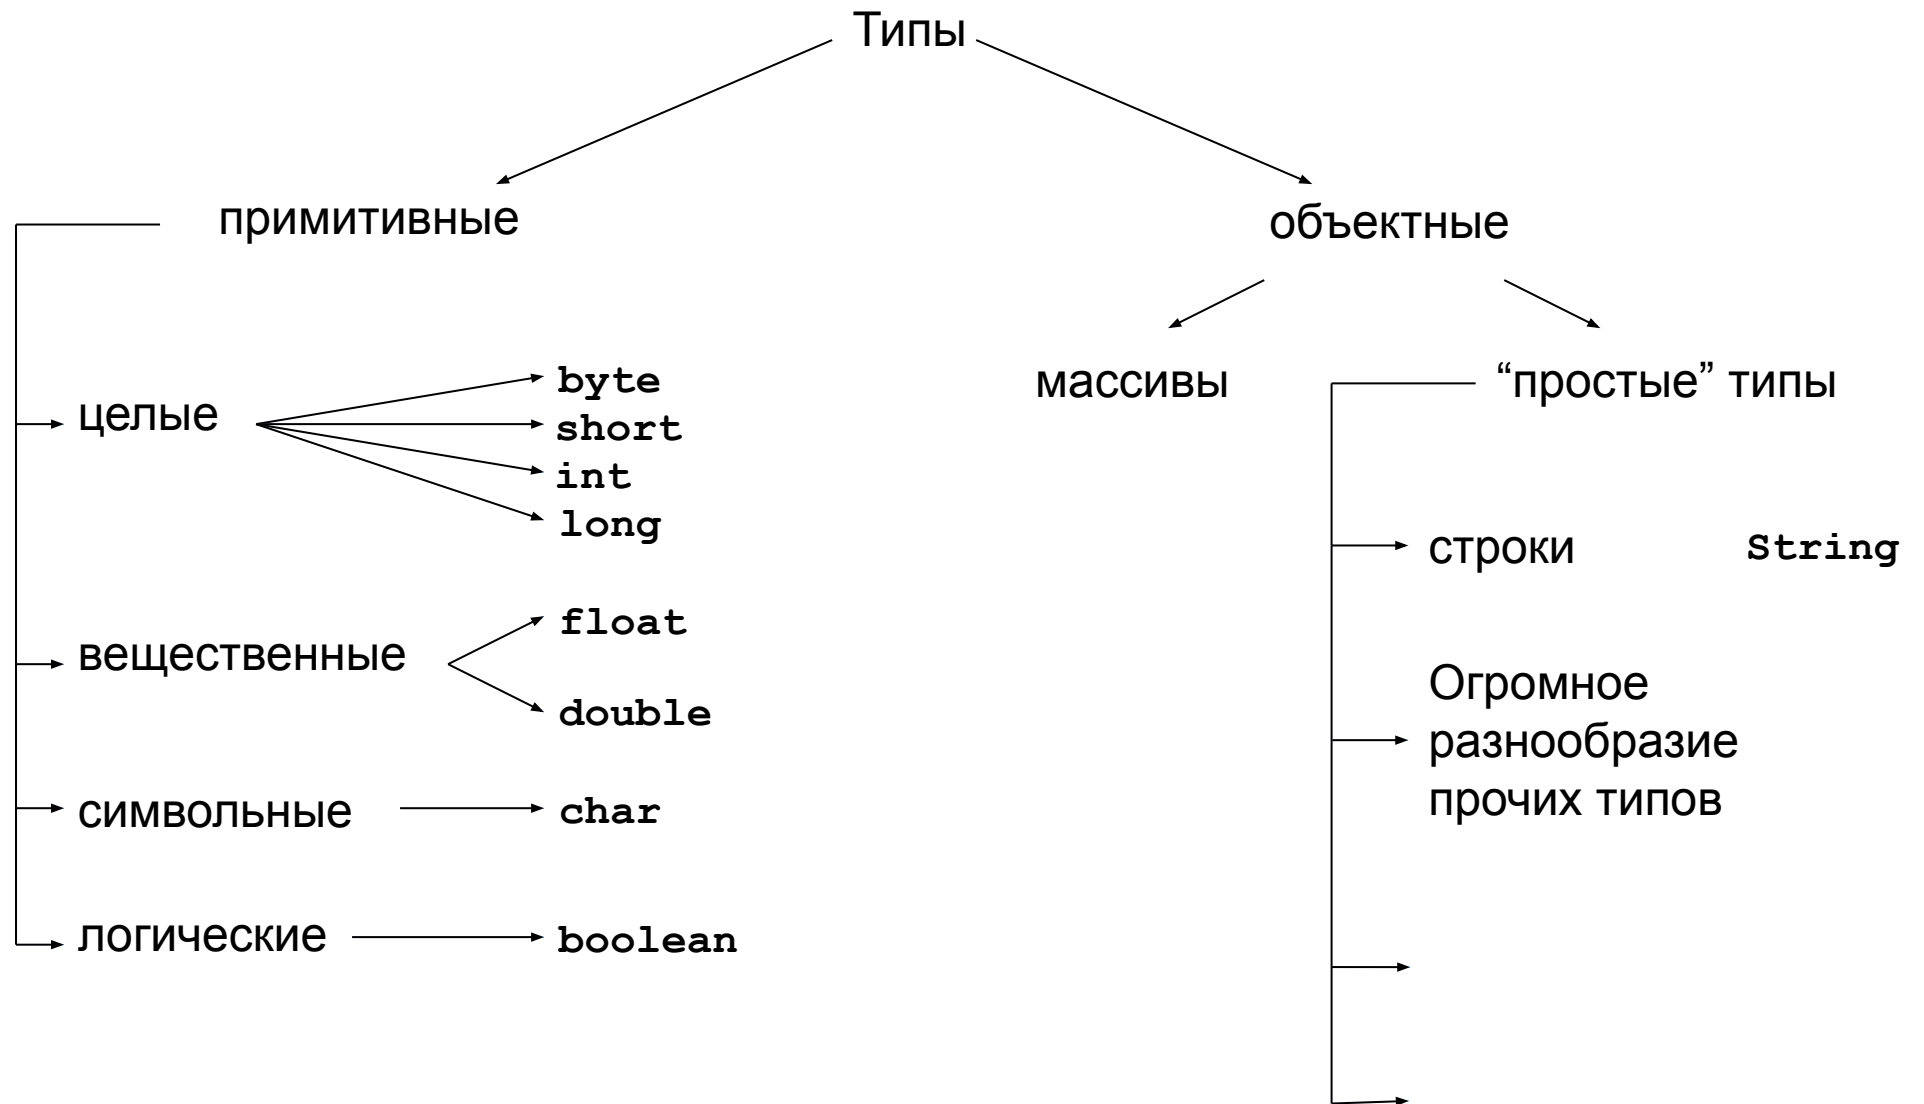 Типы
примитивные
объектные
целые
byte
short
int
long
вещественные
float
double
символьные
char
логические
boolean
массивы
“простые” типы
строки
String
Огромное
разнообразие
прочих типов